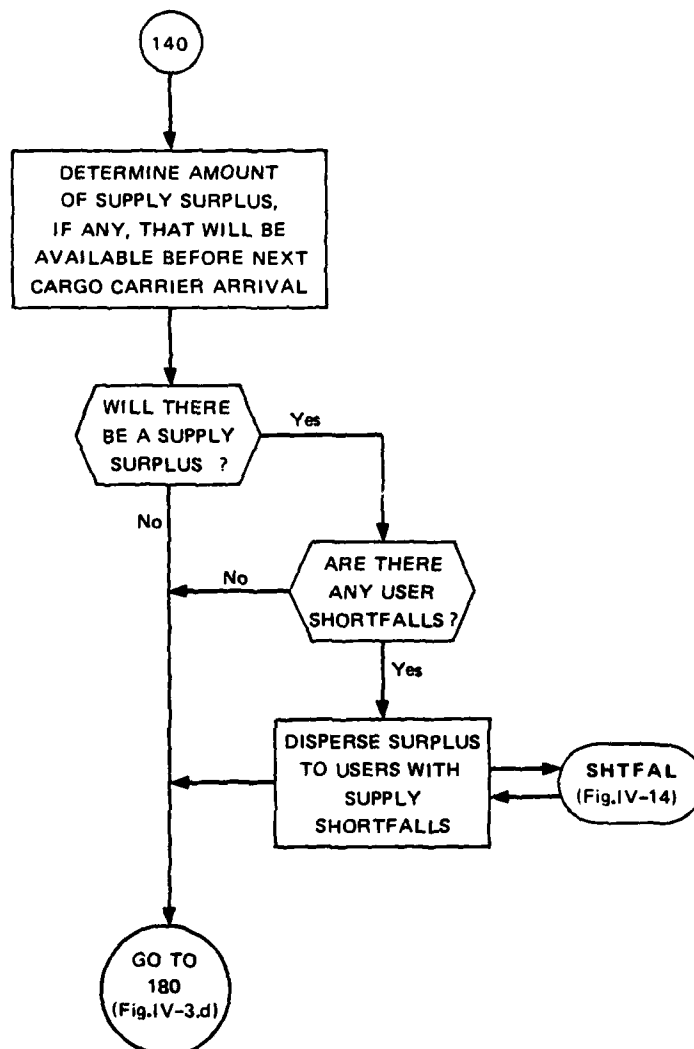 140
DETERMINE AMOUNT
OF SUPPLY SURPLUS,
IF ANY, THAT WILL BE
AVAILABLE BEFORE NEXT
CARGO CARRIER ARRIVAL
WILL THERE
BE A SUPPLY
SURPLUS ?
Yes
No
ARE THERE
ANY USER
SHORTFALLS ?
No
Yes
DISPERSE SURPLUS
TO USERS WITH
SUPPLY
SHORTFALLS
SHTFAL
(Fig.IV-14)
GO TO
180
(Fig.IV-3.d)